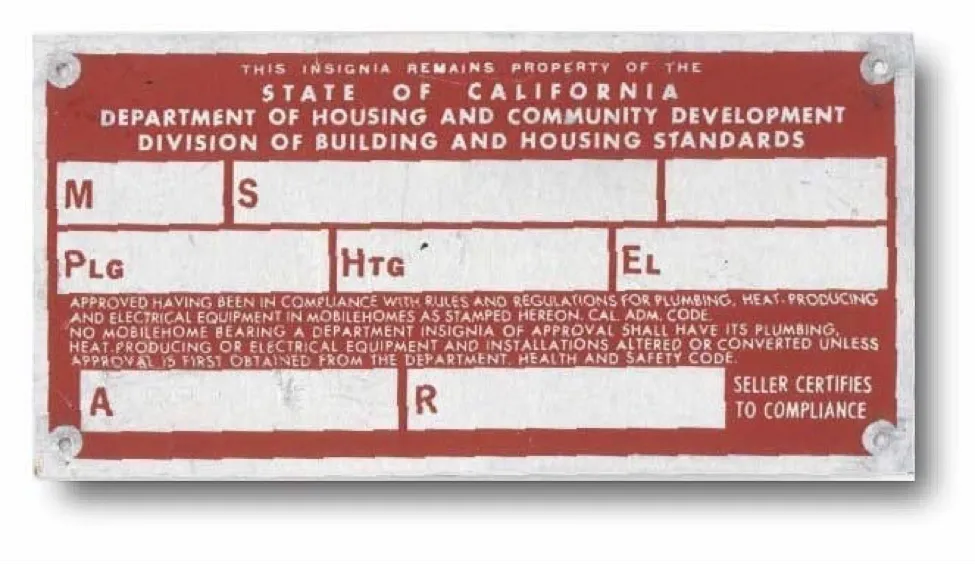 THIS INSIGNIA REMAINS PROPERTY OF THE
STATE OF CALIFORNIA
DEPARTMENT OF HOUSING AND COMMUNITY DEVELOPMENT
DIVISION OF BUILDING AND HOUSING STANDARDS
M S
PLG HTG EL
APPROVED HAVING BEEN IN COMPLIANCE WITH RULES AND REGULATIONS FOR PLUMBING, HEAT-PRODUCING
AND ELECTRICAL EQUIPMENT IN MOBILEHOMES AS STAMPED HEREON. CAL. ADM. CODE.
NO MOBILEHOME BEARING A DEPARTMENT INSIGNIA OF APPROVAL SHALL HAVE ITS PLUMBING,
HEAT-PRODUCING OR ELECTRICAL EQUIPMENT AND INSTALLATIONS ALTERED OR CONVERTED UNLESS
APPROVAL IS FIRST OBTAINED FROM THE DEPARTMENT. HEALTH AND SAFETY CODE.
A R SELLER CERTIFIES
TO COMPLIANCE